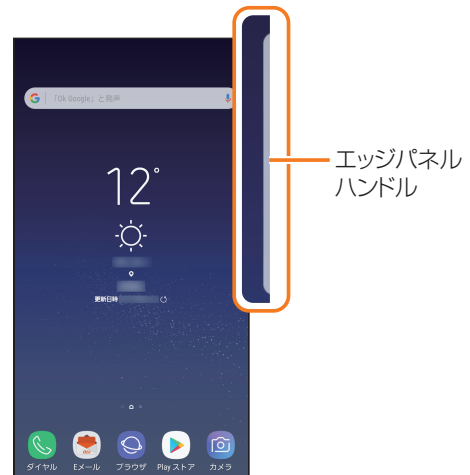 「Ok Google」と発声
エッジパネル
ハンドル
12°
更新日時
ダイヤル
Eメール
ブラウザ
Play ストア
カメラ